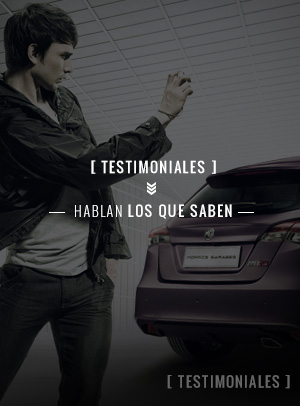 [ TESTIMONIALES ]
— HABLAN LOS QUE SABEN —
MORRIS GARAGES
[ TESTIMONIALES ]